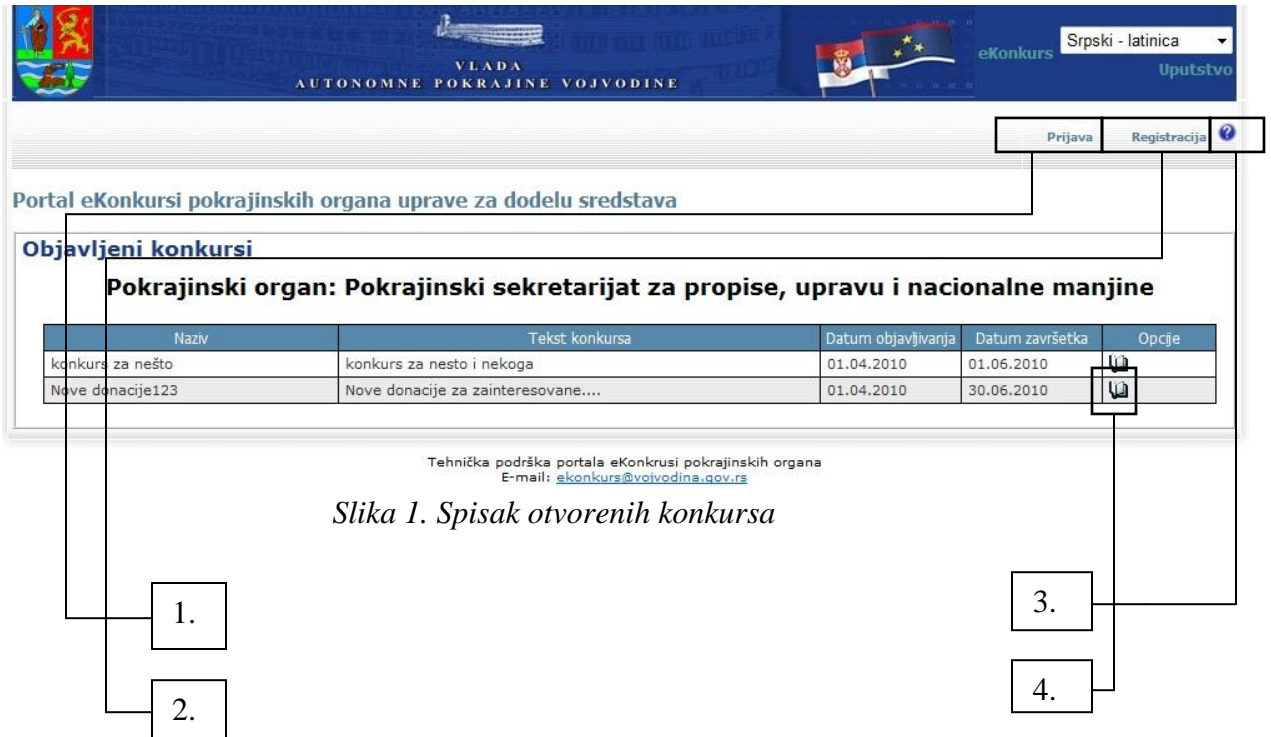 Srpski - latinica
eKonkurs
Uputstvo
VLADA
AUTONOMNE POKRAJINE VOJVODINE
Prijava Registracija ?
Portal eKonkursi pokrajinskih organa uprave za dodelu sredstava
Objavljeni konkursi
Pokrajinski organ: Pokrajinski sekretarijat za propise, upravu i nacionalne manjine
Naziv Tekst konkursa Datum objavljivanja Datum završetka Opcije
konkurs za nešto konkurs za nesto i nekoga 01.04.2010 01.06.2010
Nove donacije123 Nove donacije za zainteresovane.... 01.04.2010 30.06.2010
Tehnička podrška portala eKonkrusi pokrajinskih organa
E-mail: ekonkurs@vojvodina.gov.rs
Slika 1. Spisak otvorenih konkursa
1.
3.
2.
4.